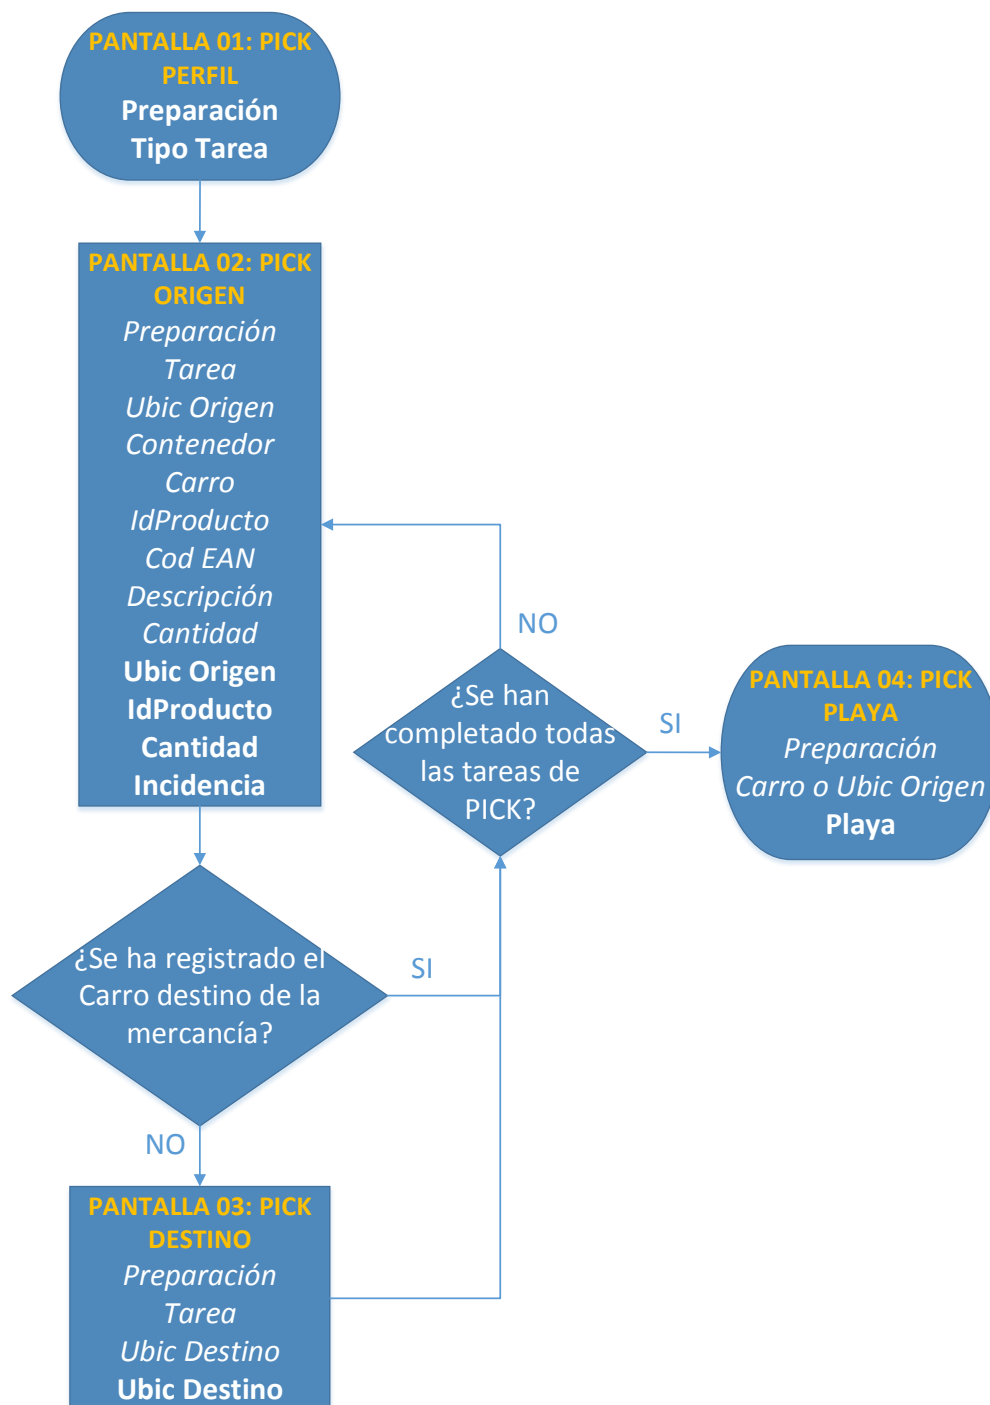 PANTALLA 01: PICK
PERFIL
Preparación
Tipo Tarea
PANTALLA 02: PICK
ORIGEN
Preparación
Tarea
Ubic Origen
Contenedor
Carro
IdProducto
Cod EAN
Descripción
Cantidad
Ubic Origen
IdProducto
Cantidad
Incidencia
¿Se ha registrado el
Carro destino de la
mercancía?
SI
NO
PANTALLA 03: PICK
DESTINO
Preparación
Tarea
Ubic Destino
Ubic Destino
¿Se han
completado todas
las tareas de
PICK?
NO
SI
PANTALLA 04: PICK
PLAYA
Preparación
Carro o Ubic Origen
Playa